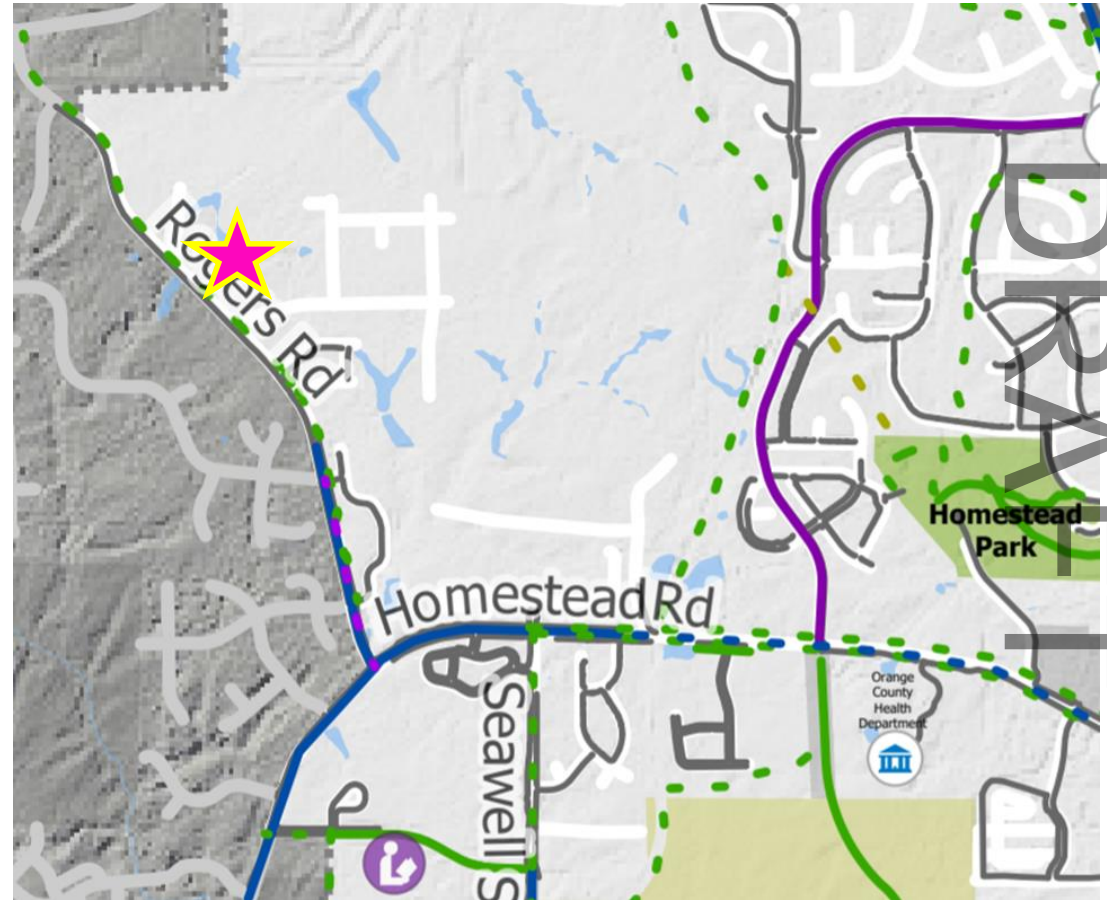 Rogers Rd
DRAFT
Homestead
Park
Homestead Rd
Orange
County
Health
Department
Seawell S